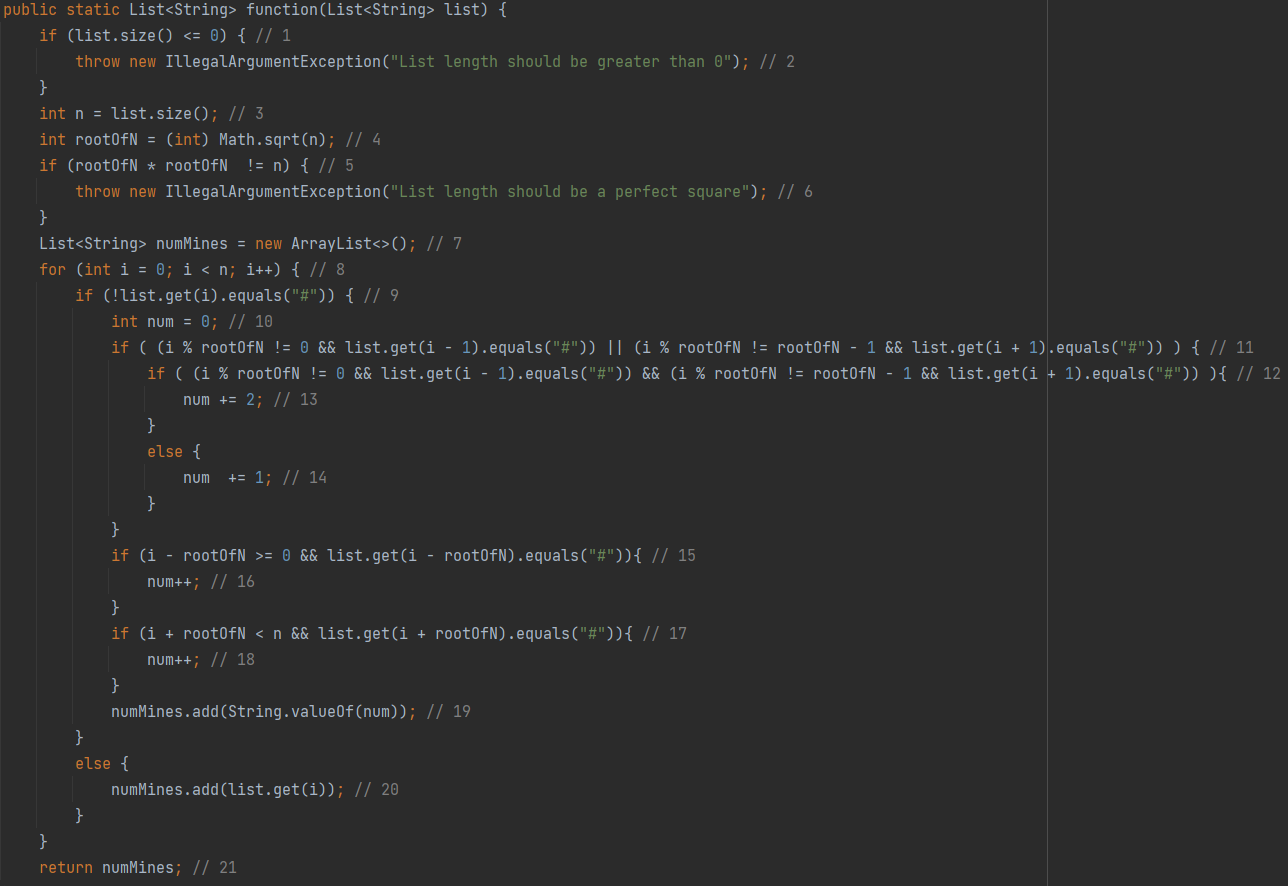 public static List<String> function(List<String> list) {
    if (list.size() <= 0) { // 1
        throw new IllegalArgumentException("List length should be greater than 0"); // 2
    }
    int n = list.size(); // 3
    int rootOfN = (int) Math.sqrt(n); // 4
    if (rootOfN * rootOfN  != n) { // 5
        throw new IllegalArgumentException("List length should be a perfect square"); // 6
    }
    List<String> numMines = new ArrayList<>(); // 7
    for (int i = 0; i < n; i++) { // 8
        if (!list.get(i).equals("#")) { // 9
            int num = 0; // 10
            if ( (i % rootOfN != 0 && list.get(i - 1).equals("#")) || (i % rootOfN != rootOfN - 1 && list.get(i + 1).equals("#")) ) { // 11
                if ( (i % rootOfN != 0 && list.get(i - 1).equals("#")) && (i % rootOfN != rootOfN - 1 && list.get(i + 1).equals("#")) ){ // 12
                    num += 2; // 13
                }
                else {
                    num  += 1; // 14
                }
            }
            if (i - rootOfN >= 0 && list.get(i - rootOfN).equals("#")){ // 15
                num++; // 16
            }
            if (i + rootOfN < n && list.get(i + rootOfN).equals("#")){ // 17
                num++; // 18
            }
            numMines.add(String.valueOf(num)); // 19
        }
        else {
            numMines.add(list.get(i)); // 20
        }
    }
    return numMines; // 21